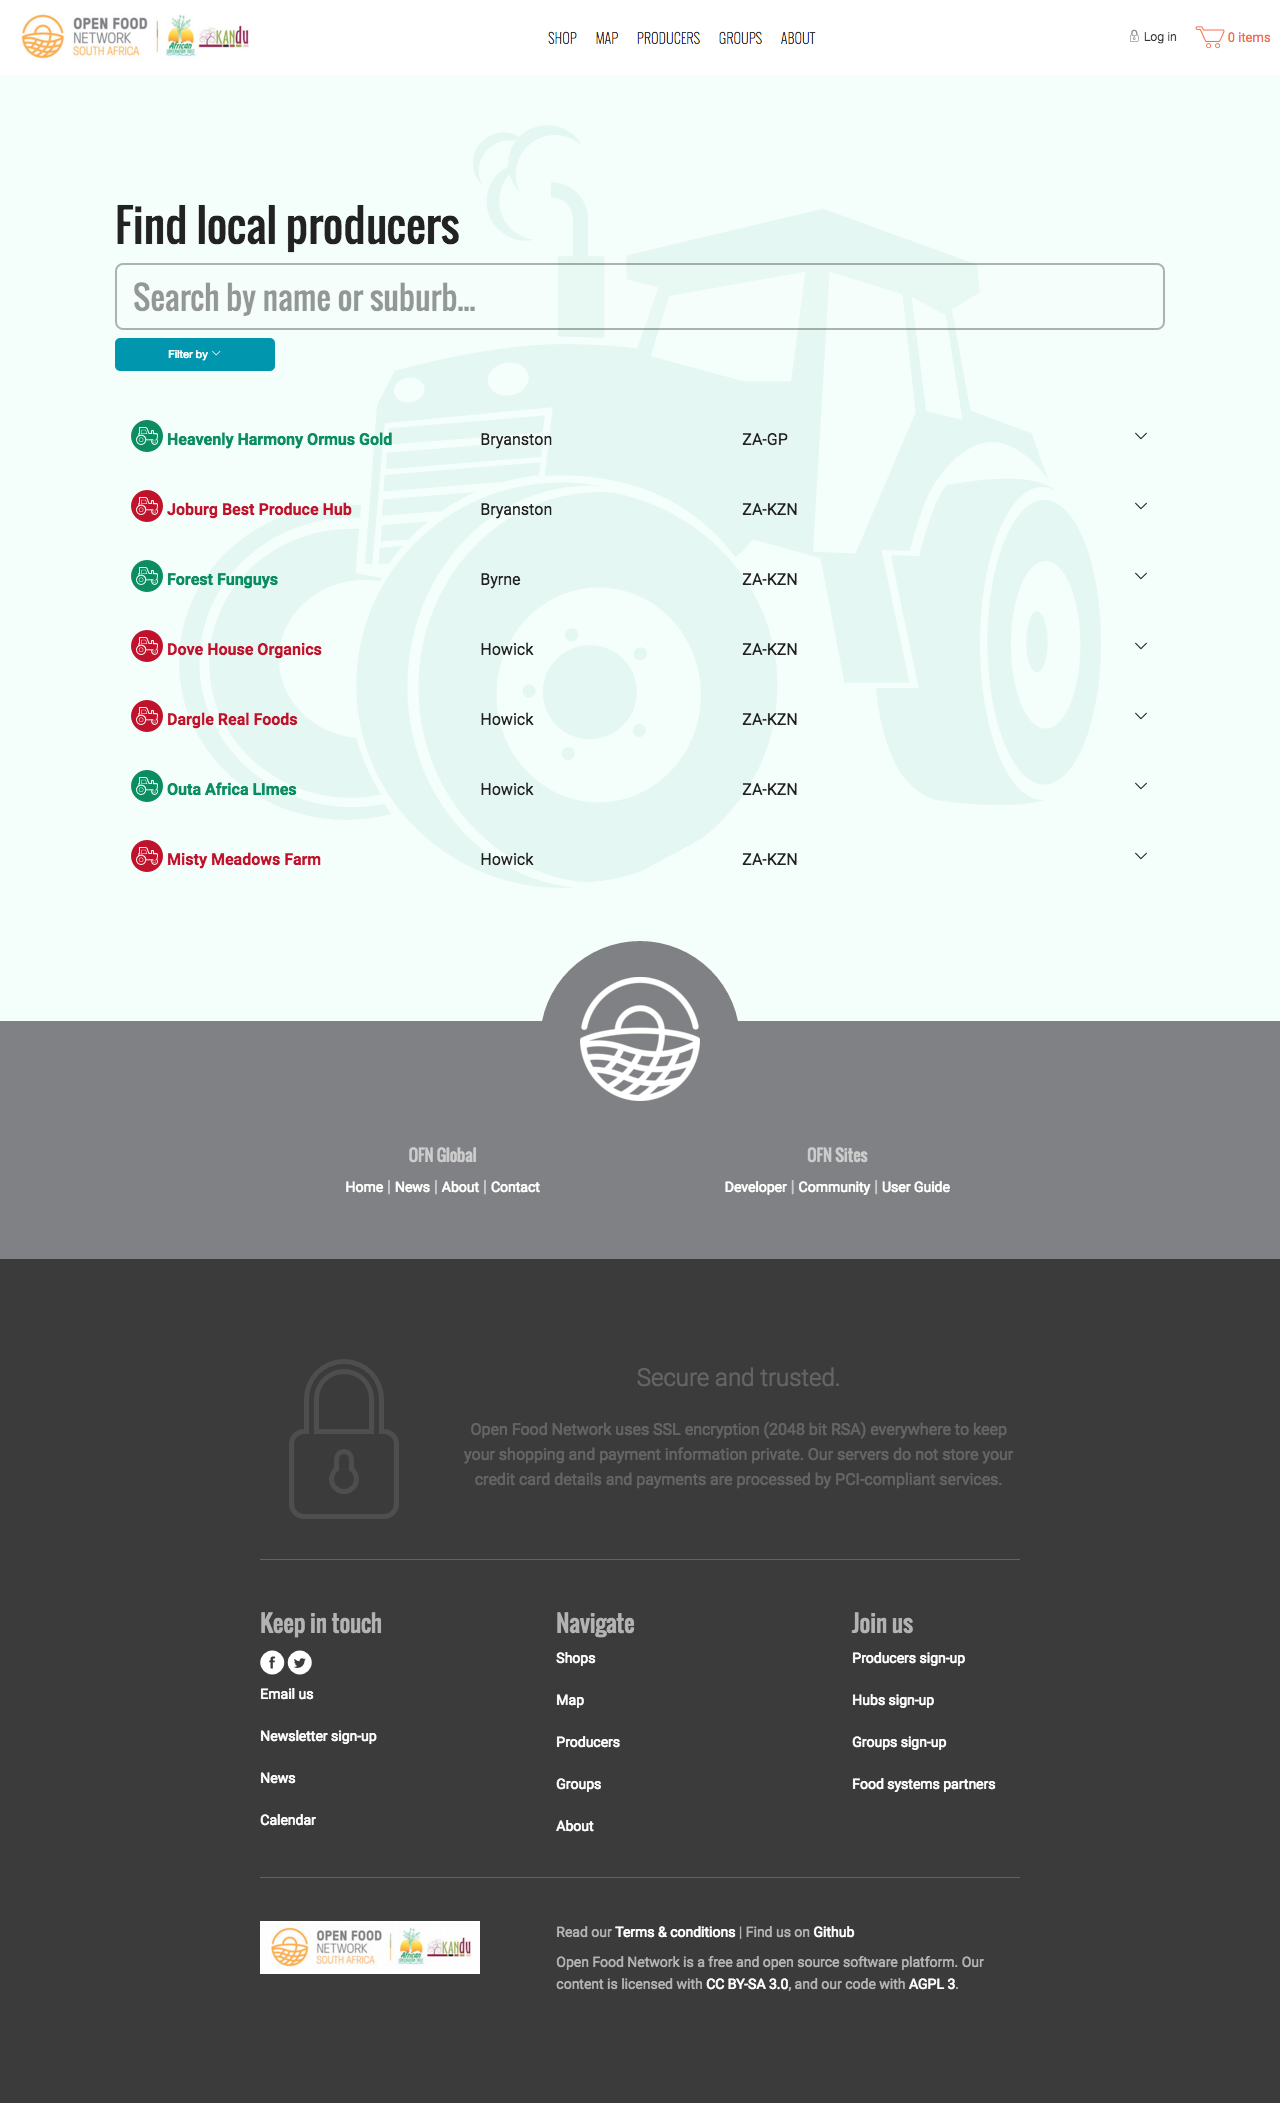 OPEN FOOD
NETWORK
SOUTH AFRICA
African
KANdu
SHOP MAP PRODUCERS GROUPS ABOUT
Log in
0 items
Find local producers
Search by name or suburb...
Filter by
Heavenly Harmony Ormus Gold Bryanston ZA-GP
Joburg Best Produce Hub Bryanston ZA-KZN
Forest Funguys Byrne ZA-KZN
Dove House Organics Howick ZA-KZN
Dargle Real Foods Howick ZA-KZN
Outa Africa LImes Howick ZA-KZN
Misty Meadows Farm Howick ZA-KZN
OFN Global
Home | News | About | Contact
OFN Sites
Developer | Community | User Guide
Secure and trusted.
Open Food Network uses SSL encryption (2048 bit RSA) everywhere to keep
your shopping and payment information private. Our servers do not store your
credit card details and payments are processed by PCI-compliant services.
Keep in touch
Email us
Newsletter sign-up
News
Calendar
Navigate
Shops
Map
Producers
Groups
About
Join us
Producers sign-up
Hubs sign-up
Groups sign-up
Food systems partners
OPEN FOOD
NETWORK
SOUTH AFRICA
African
KANdu
Read our Terms & conditions | Find us on Github
Open Food Network is a free and open source software platform. Our
content is licensed with CC BY-SA 3.0, and our code with AGPL 3.